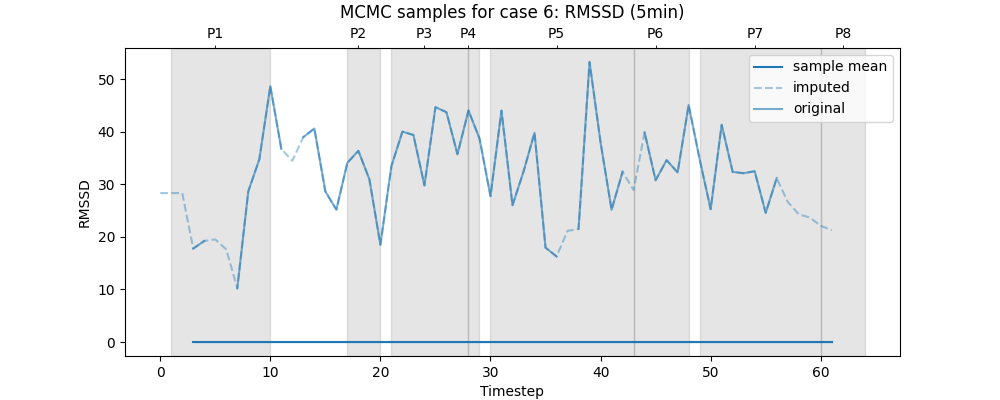 MCMC samples for case 6: RMSSD (5min)
P1 P2 P3 P4 P5 P6 P7 P8
sample mean
imputed
original
RMSSD
50
40
30
20
10
0
0 10 20 30 40 50 60
Timestep